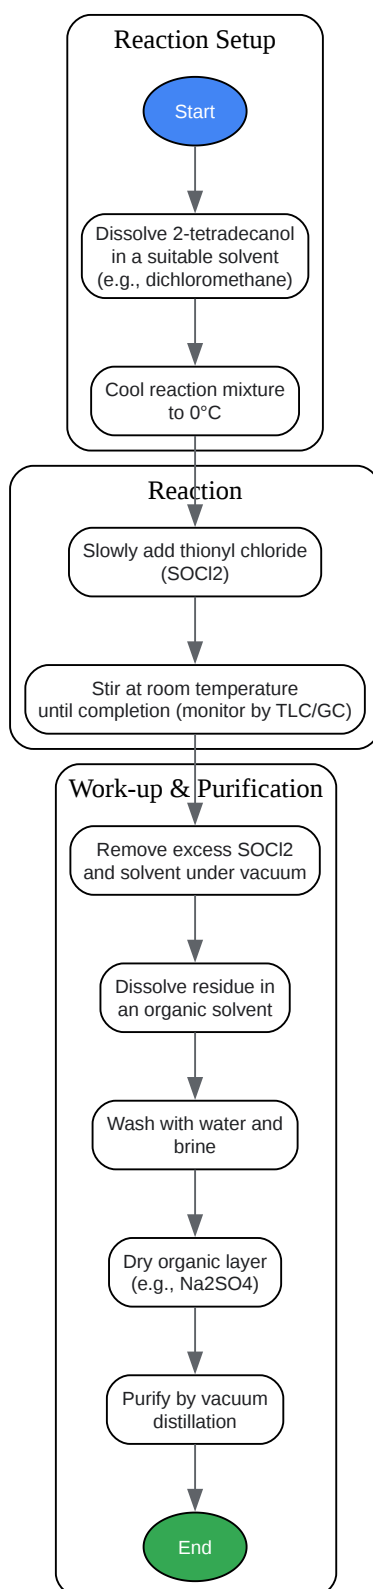 Reaction Setup
Start
Dissolve 2-tetradecanol
in a suitable solvent
(e.g., dichloromethane)
Cool reaction mixture
to 0°C
Reaction
Slowly add thionyl chloride
(SOCl2)
Stir at room temperature
until completion (monitor by TLC/GC)
Work-up & Purification
Remove excess SOCl2
and solvent under vacuum
Dissolve residue in
an organic solvent
Wash with water and
brine
Dry organic layer
(e.g., Na2SO4)
Purify by vacuum
distillation
End